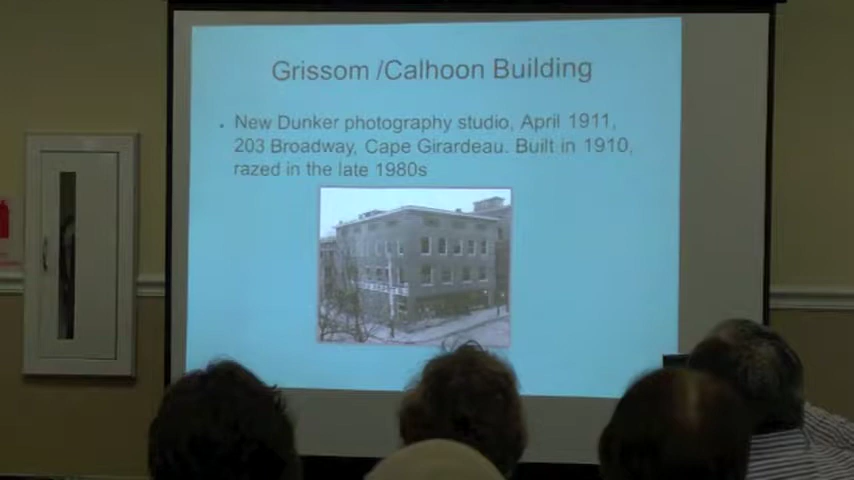 Grissom /Calhoon Building
• New Dunker photography studio, April 1911,
203 Broadway, Cape Girardeau. Built in 1910,
razed in the late 1980s